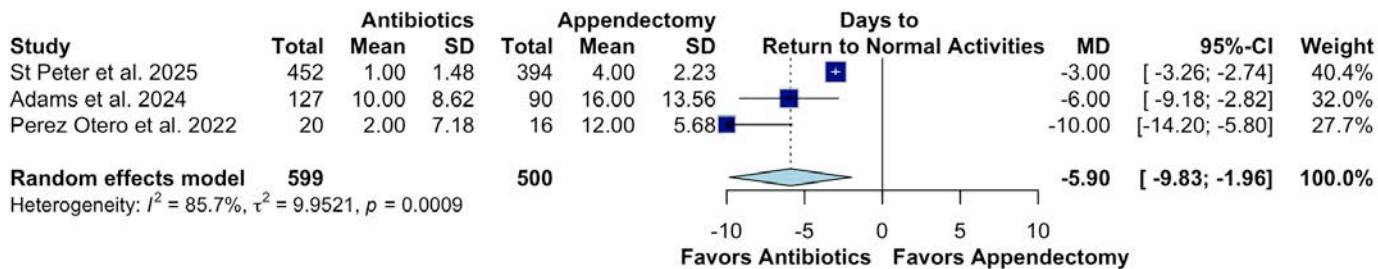 Antibiotics Appendectomy Days to
Study Total Mean SD Total Mean SD Return to Normal Activities MD 95%-CI Weight
St Peter et al. 2025 452 1.00 1.48 394 4.00 2.23 -3.00 [ -3.26; -2.74] 40.4%
Adams et al. 2024 127 10.00 8.62 90 16.00 13.56 -6.00 [ -9.18; -2.82] 32.0%
Perez Otero et al. 2022 20 2.00 7.18 16 12.00 5.68 -10.00 [-14.20; -5.80] 27.7%
Random effects model 599 500 -5.90 [ -9.83; -1.96] 100.0%
Heterogeneity: I² = 85.7%, τ² = 9.9521, p = 0.0009
-10 -5 0 5 10
Favors Antibiotics Favors Appendectomy